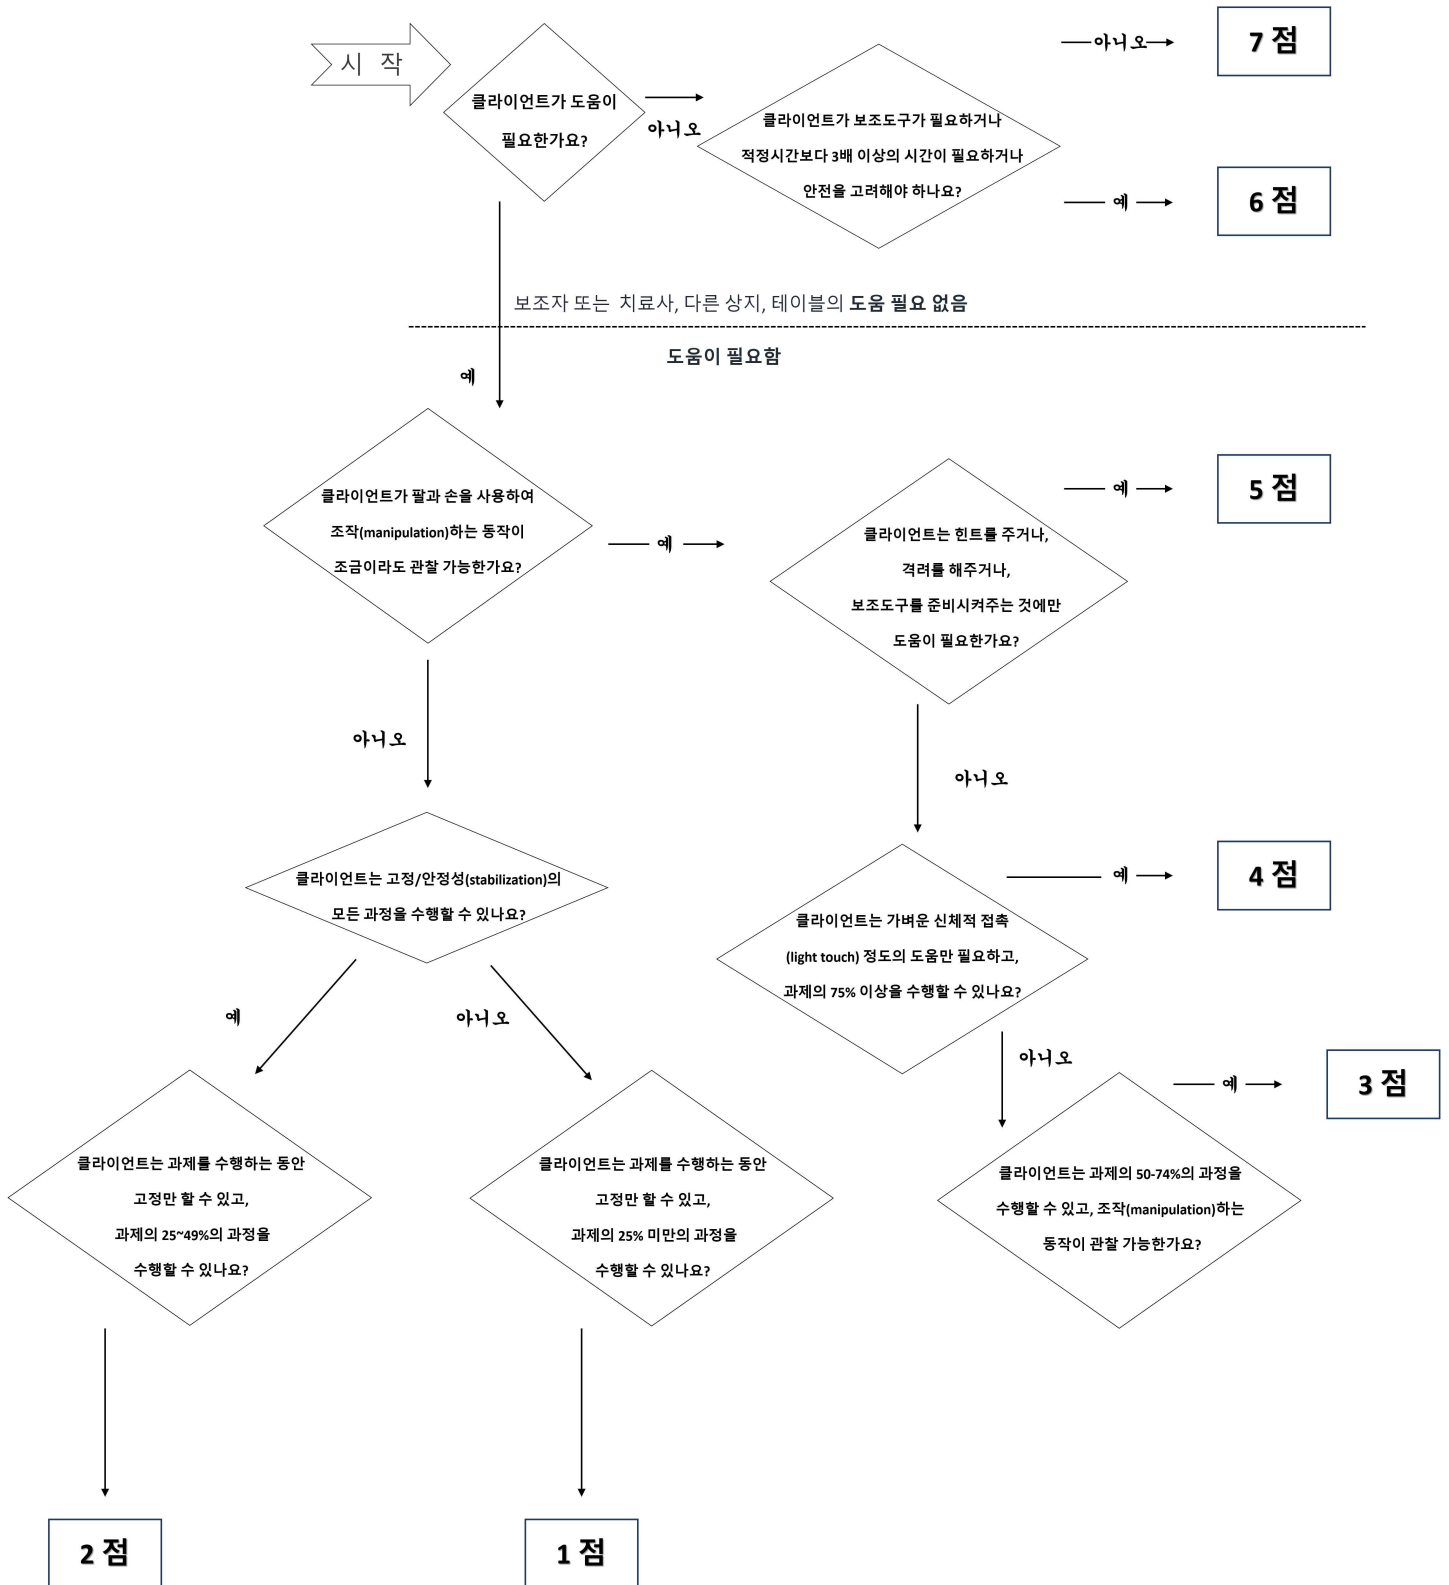 시 작
클라이언트가 도움이
필요한가요?
아니오
클라이언트가 보조도구가 필요하거나
적정시간보다 3배 이상의 시간이 필요하거나
안전을 고려해야 하나요?
아니오
7 점
예
6 점
보조자 또는 치료사, 다른 상지, 테이블의 도움 필요 없음
도움이 필요함
예
클라이언트가 팔과 손을 사용하여
조작(manipulation)하는 동작이
조금이라도 관찰 가능한가요?
예
클라이언트는 힌트를 주거나,
격려를 해주거나,
보조도구를 준비시켜주는 것에만
도움이 필요한가요?
예
5 점
아니오
아니오
클라이언트는 고정/안정성(stabilization)의
모든 과정을 수행할 수 있나요?
클라이언트는 가벼운 신체적 접촉
(light touch) 정도의 도움만 필요하고,
과제의 75% 이상을 수행할 수 있나요?
예
4 점
예
아니오
아니오
클라이언트는 과제를 수행하는 동안
고정만 할 수 있고,
과제의 25~49%의 과정을
수행할 수 있나요?
클라이언트는 과제를 수행하는 동안
고정만 할 수 있고,
과제의 25% 미만의 과정을
수행할 수 있나요?
클라이언트는 과제의 50-74%의 과정을
수행할 수 있고, 조작(manipulation)하는
동작이 관찰 가능한가요?
예
3 점
2 점
1 점